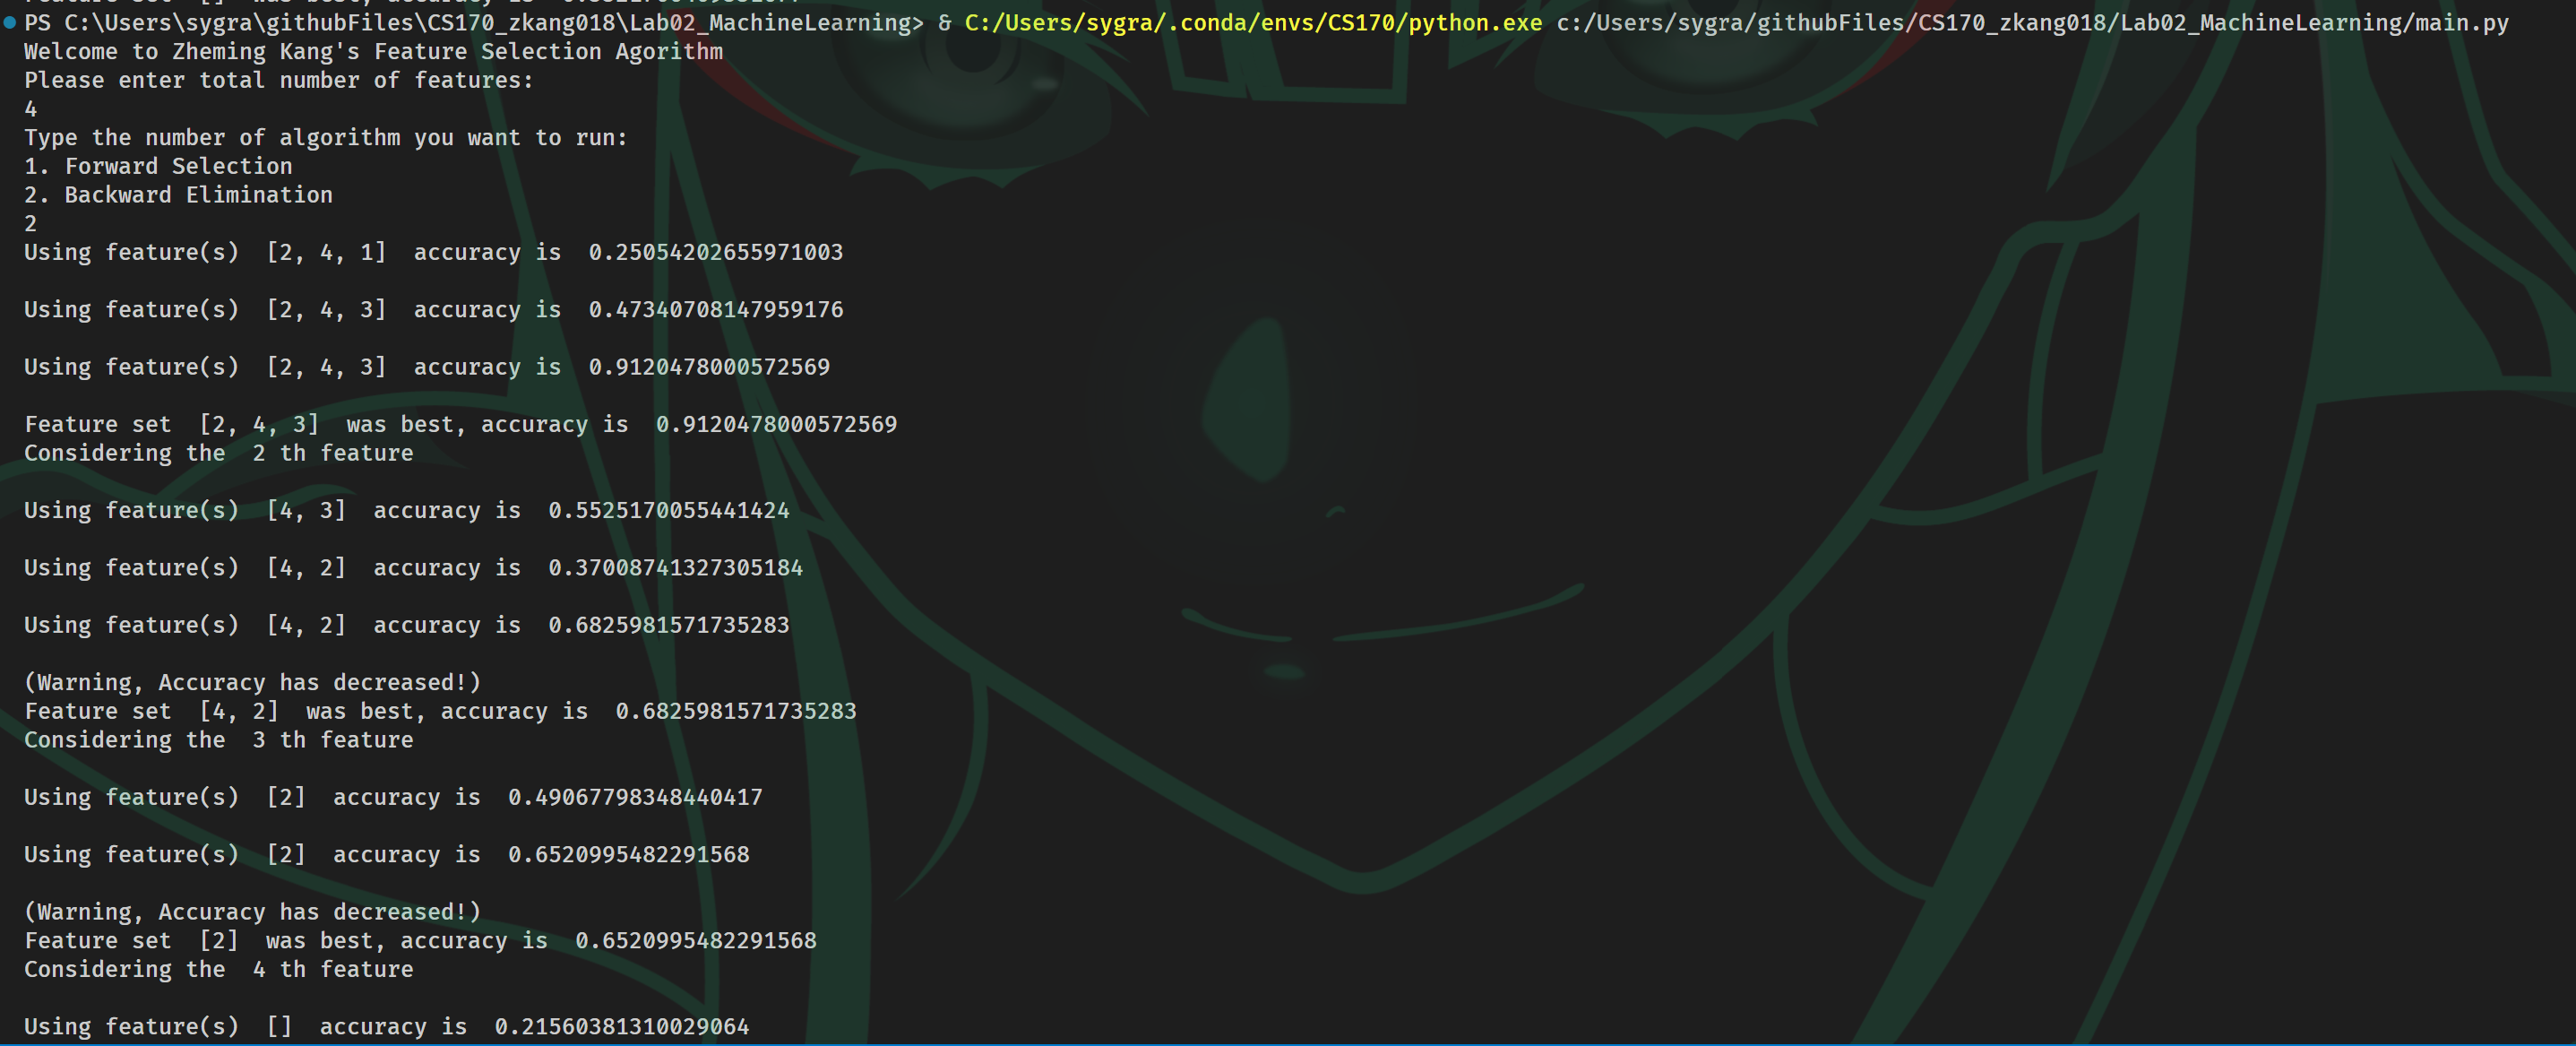 PS C:\Users\sygra\githubFiles\CS170_zkang018\Lab02_MachineLearning> & C:/Users/sygra/.conda/envs/CS170/python.exe c:/Users/sygra/githubFiles/CS170_zkang018/Lab02_MachineLearning/main.py
Welcome to Zheming Kang's Feature Selection Agorithm
Please enter total number of features:
4
Type the number of algorithm you want to run:
1. Forward Selection
2. Backward Elimination
2
Using feature(s)  [2, 4, 1]  accuracy is  0.25054202655971003
Using feature(s)  [2, 4, 3]  accuracy is  0.47340708147959176
Using feature(s)  [2, 4, 3]  accuracy is  0.9120478000572569
Feature set  [2, 4, 3]  was best, accuracy is  0.9120478000572569
Considering the  2 th feature
Using feature(s)  [4, 3]  accuracy is  0.5525170055441424
Using feature(s)  [4, 2]  accuracy is  0.37008741327305184
Using feature(s)  [4, 2]  accuracy is  0.6825981571735283
(Warning, Accuracy has decreased!)
Feature set  [4, 2]  was best, accuracy is  0.6825981571735283
Considering the  3 th feature
Using feature(s)  [2]  accuracy is  0.49067798348440417
Using feature(s)  [2]  accuracy is  0.6520995482291568
(Warning, Accuracy has decreased!)
Feature set  [2]  was best, accuracy is  0.6520995482291568
Considering the  4 th feature
Using feature(s)  []  accuracy is  0.21560381310029064